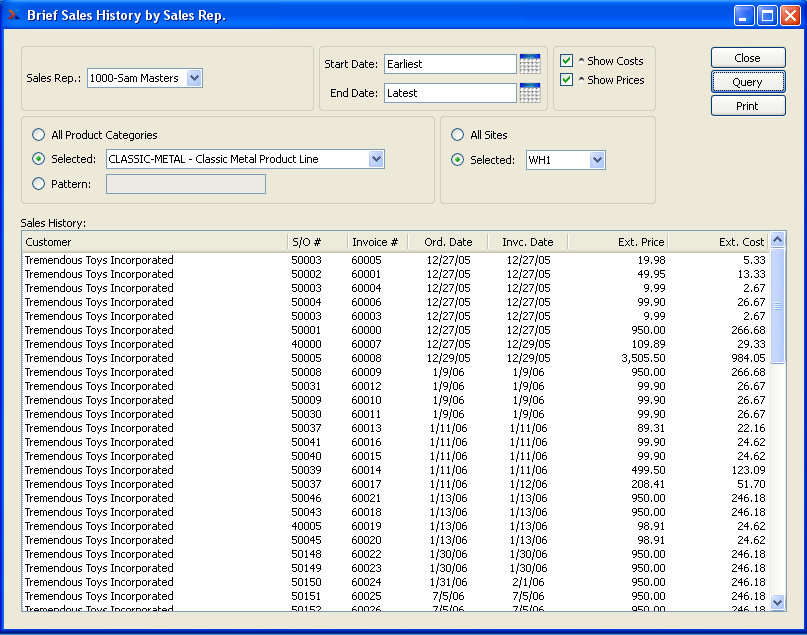 Brief Sales History by Sales Rep.
Sales Rep.: 1000-Sam Masters
Start Date: Earliest
End Date: Latest
^ Show Costs
^ Show Prices
Close
Query
Print
All Product Categories
Selected: CLASSIC-METAL - Classic Metal Product Line
Pattern:
All Sites
Selected: WH1
Sales History:
Customer S/O # Invoice # Ord. Date Invc. Date Ext. Price Ext. Cost
Tremendous Toys Incorporated 50003 60005 12/27/05 12/27/05 19.98 5.33
Tremendous Toys Incorporated 50002 60001 12/27/05 12/27/05 49.95 13.33
Tremendous Toys Incorporated 50003 60004 12/27/05 12/27/05 9.99 2.67
Tremendous Toys Incorporated 50004 60006 12/27/05 12/27/05 99.90 26.67
Tremendous Toys Incorporated 50003 60003 12/27/05 12/27/05 9.99 2.67
Tremendous Toys Incorporated 50001 60000 12/27/05 12/27/05 950.00 266.68
Tremendous Toys Incorporated 40000 60007 12/27/05 12/27/05 109.89 29.33
Tremendous Toys Incorporated 50005 60008 12/29/05 12/29/05 3,505.50 984.05
Tremendous Toys Incorporated 50008 60009 1/9/06 1/9/06 950.00 266.68
Tremendous Toys Incorporated 50031 60012 1/9/06 1/9/06 99.90 26.67
Tremendous Toys Incorporated 50009 60010 1/9/06 1/9/06 99.90 26.67
Tremendous Toys Incorporated 50030 60011 1/9/06 1/9/06 99.90 26.67
Tremendous Toys Incorporated 50037 60013 1/11/06 1/11/06 89.31 22.16
Tremendous Toys Incorporated 50041 60016 1/11/06 1/11/06 99.90 24.62
Tremendous Toys Incorporated 50040 60015 1/11/06 1/11/06 99.90 24.62
Tremendous Toys Incorporated 50039 60014 1/11/06 1/11/06 499.50 123.09
Tremendous Toys Incorporated 50037 60017 1/11/06 1/12/06 208.41 51.70
Tremendous Toys Incorporated 50046 60021 1/13/06 1/13/06 950.00 246.18
Tremendous Toys Incorporated 50043 60018 1/13/06 1/13/06 950.00 246.18
Tremendous Toys Incorporated 40005 60019 1/13/06 1/13/06 98.91 24.62
Tremendous Toys Incorporated 50045 60020 1/13/06 1/13/06 98.91 24.62
Tremendous Toys Incorporated 50148 60022 1/30/06 1/30/06 950.00 246.18
Tremendous Toys Incorporated 50149 60023 1/30/06 1/30/06 950.00 246.18
Tremendous Toys Incorporated 50150 60024 1/31/06 2/1/06 950.00 246.18
Tremendous Toys Incorporated 50151 60025 7/5/06 7/5/06 950.00 246.18
Tremendous Toys Incorporated 50152 60026 7/5/06 7/5/06 950.00 246.18